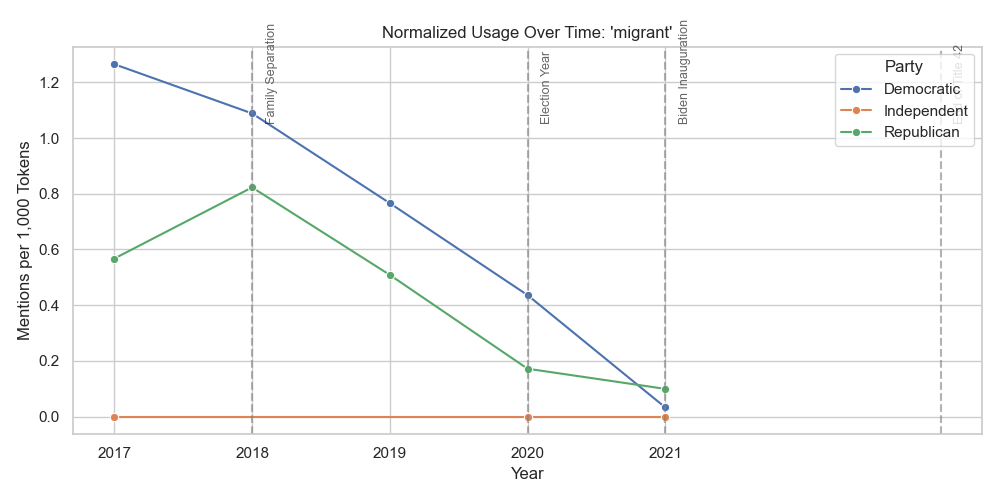 Normalized Usage Over Time: 'migrant'
Mentions per 1,000 Tokens
1.2
1.0
0.8
0.6
0.4
0.2
0.0
Family Separation
Election Year
Biden Inauguration
Title 42
Party
Democratic
Independent
Republican
2017
2018
2019
2020
2021
Year